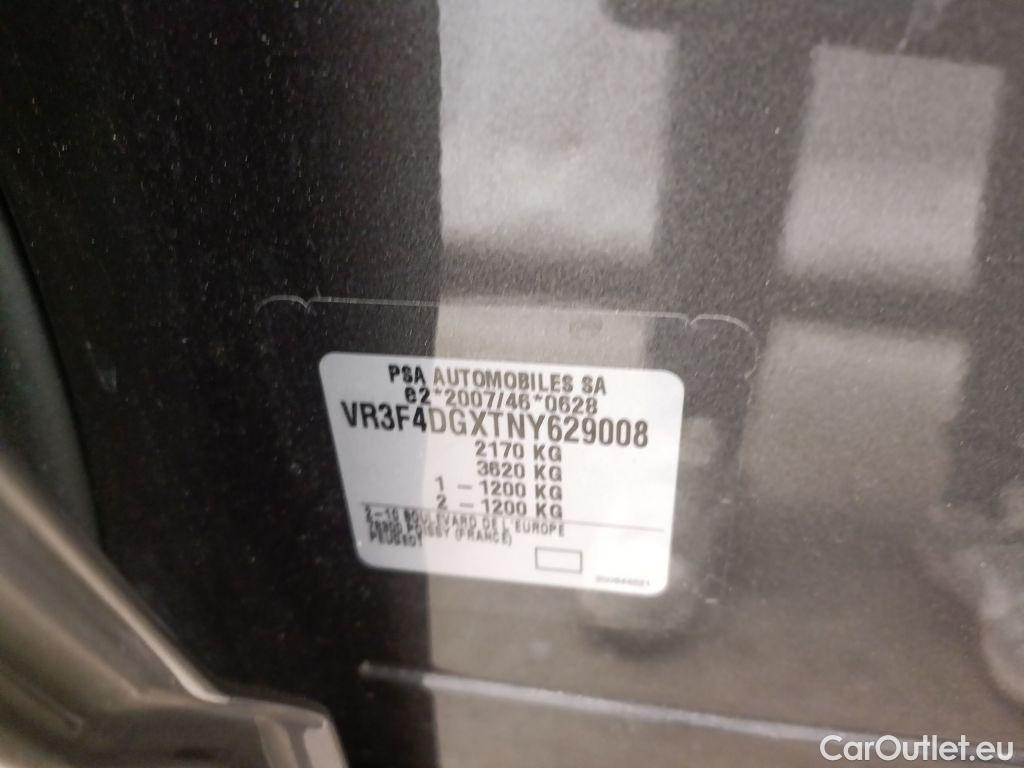 PSA AUTOMOBILES SA
e2*2007/46*0628
VR3F4DGXTNY629008
2170 KG
3620 KG
1 - 1200 KG
2 - 1200 KG
2-10 BOULEVARD DE L'EUROPE
POISSY (FRANCE)
PEUGEOT
CarOutlet.eu